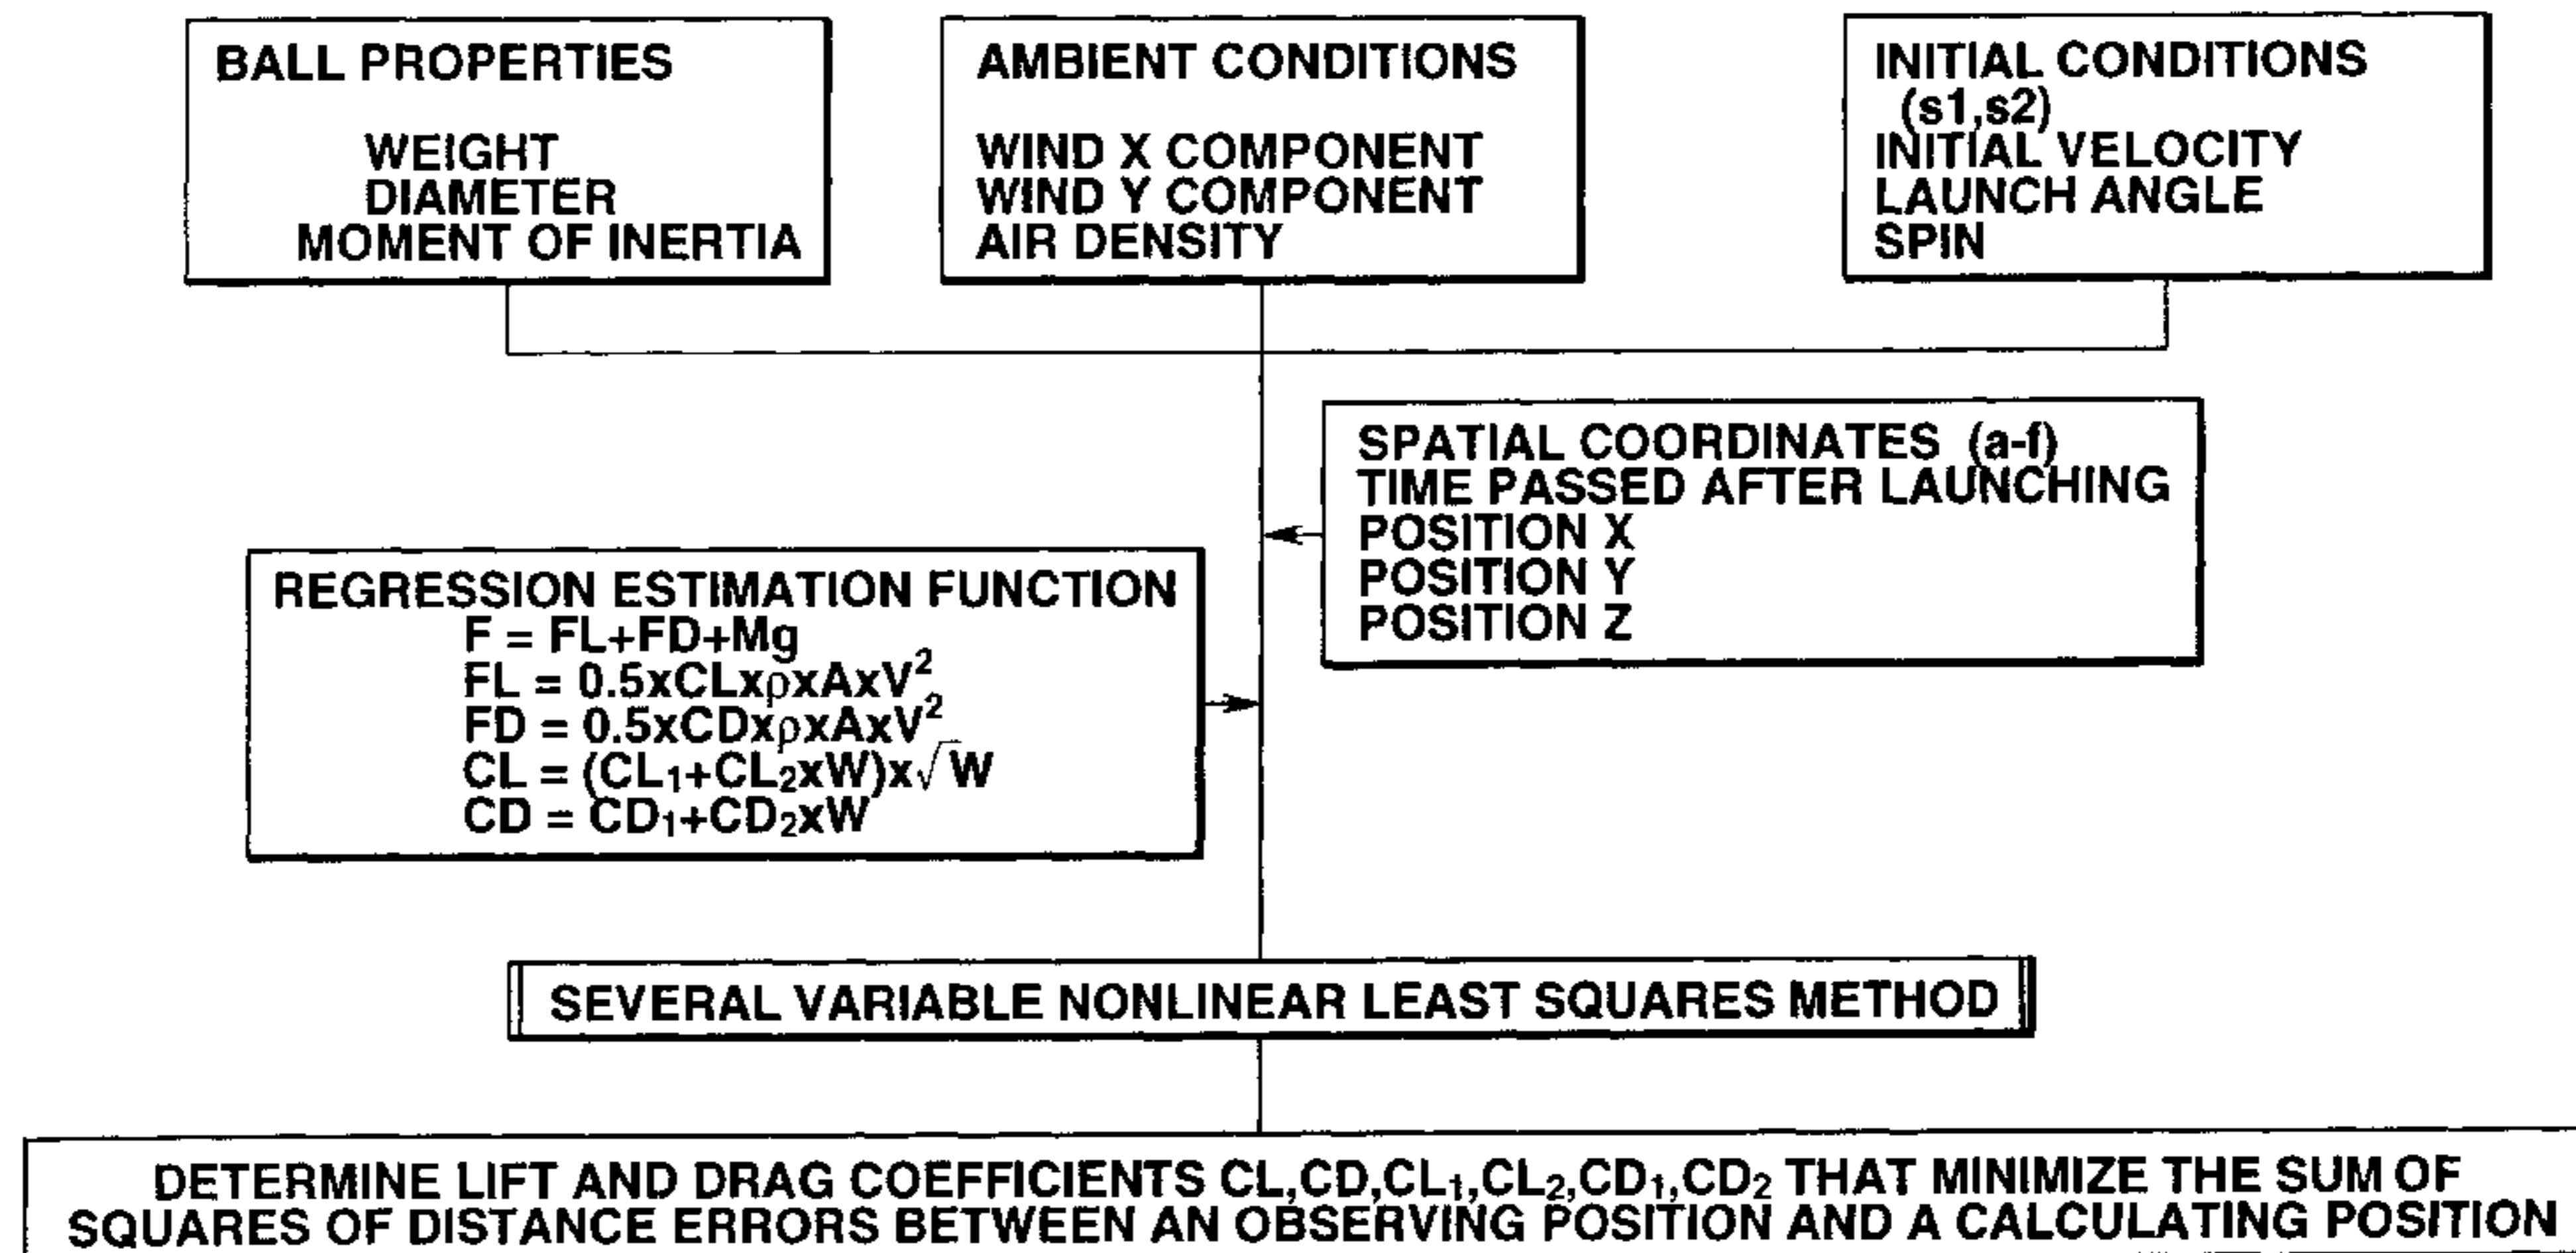 BALL PROPERTIES
WEIGHT
DIAMETER
MOMENT OF INERTIA
AMBIENT CONDITIONS
WIND X COMPONENT
WIND Y COMPONENT
AIR DENSITY
INITIAL CONDITIONS
(s1,s2)
INITIAL VELOCITY
LAUNCH ANGLE
SPIN
SPATIAL COORDINATES (a-f)
TIME PASSED AFTER LAUNCHING
POSITION X
POSITION Y
POSITION Z
REGRESSION ESTIMATION FUNCTION
F = FL+FD+Mg
FL = 0.5xCLxρxAxV²
FD = 0.5xCDxρxAxV²
CL = (CL₁+CL₂xW)x√W
CD = CD₁+CD₂xW
SEVERAL VARIABLE NONLINEAR LEAST SQUARES METHOD
DETERMINE LIFT AND DRAG COEFFICIENTS CL,CD,CL₁,CL₂,CD₁,CD₂ THAT MINIMIZE THE SUM OF
SQUARES OF DISTANCE ERRORS BETWEEN AN OBSERVING POSITION AND A CALCULATING POSITION